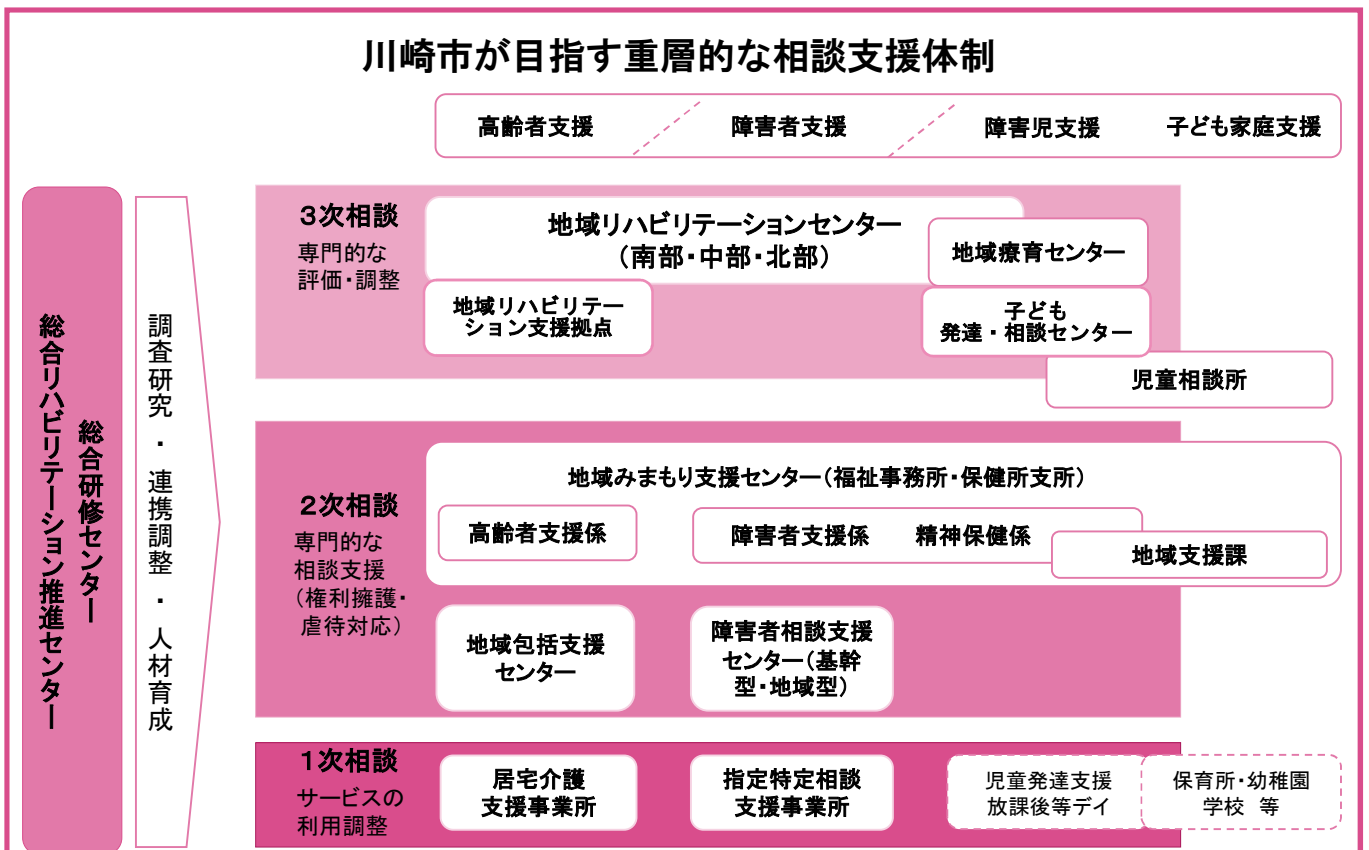 川崎市が目指す重層的な相談支援体制
高齢者支援
障害者支援
障害児支援
子ども家庭支援
総合研修センター
総合リハビリテーション推進センター
調査研究・連携調整・人材育成
３次相談
専門的な
評価・調整
地域リハビリテーションセンター
（南部・中部・北部）
地域療育センター
地域リハビリテー
ション支援拠点
子ども
発達・相談センター
児童相談所
２次相談
専門的な
相談支援
（権利擁護・
虐待対応）
地域みまもり支援センター（福祉事務所・保健所支所）
高齢者支援係
障害者支援係
精神保健係
地域支援課
地域包括支援
センター
障害者相談支援
センター（基幹
型・地域型）
１次相談
サービスの
利用調整
居宅介護
支援事業所
指定特定相談
支援事業所
児童発達支援
放課後等デイ
保育所・幼稚園
学校 等